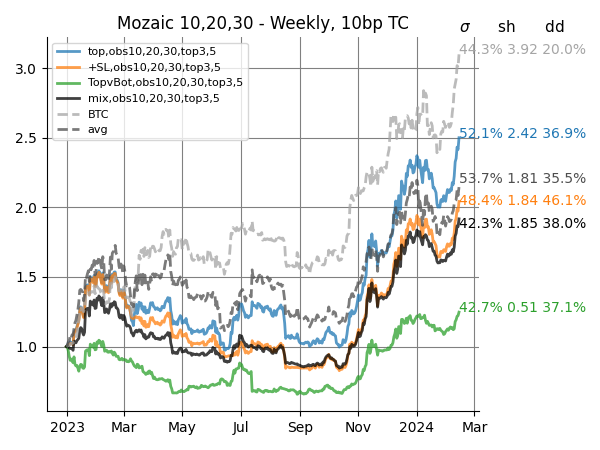 Mozaic 10,20,30 - Weekly, 10bp TC
σ sh dd
top,obs10,20,30,top3,5
+SL,obs10,20,30,top3,5
TopvBot,obs10,20,30,top3,5
mix,obs10,20,30,top3,5
BTC
avg
44.3% 3.92 20.0%
52.1% 2.42 36.9%
53.7% 1.81 35.5%
48.4% 1.84 46.1%
42.3% 1.85 38.0%
42.7% 0.51 37.1%
3.0
2.5
2.0
1.5
1.0
2023 Mar May Jul Sep Nov 2024 Mar